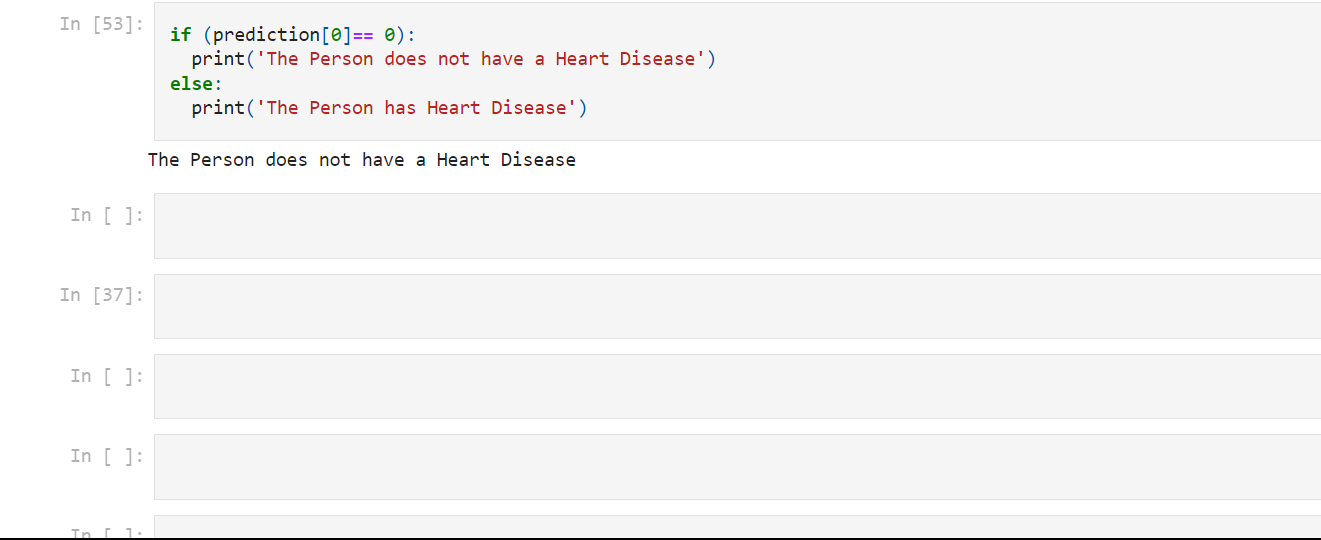 In [53]:
if (prediction[0]== 0):
  print('The Person does not have a Heart Disease')
else:
  print('The Person has Heart Disease')
The Person does not have a Heart Disease
In [ ]:
In [37]:
In [ ]:
In [ ]:
In [ ]: